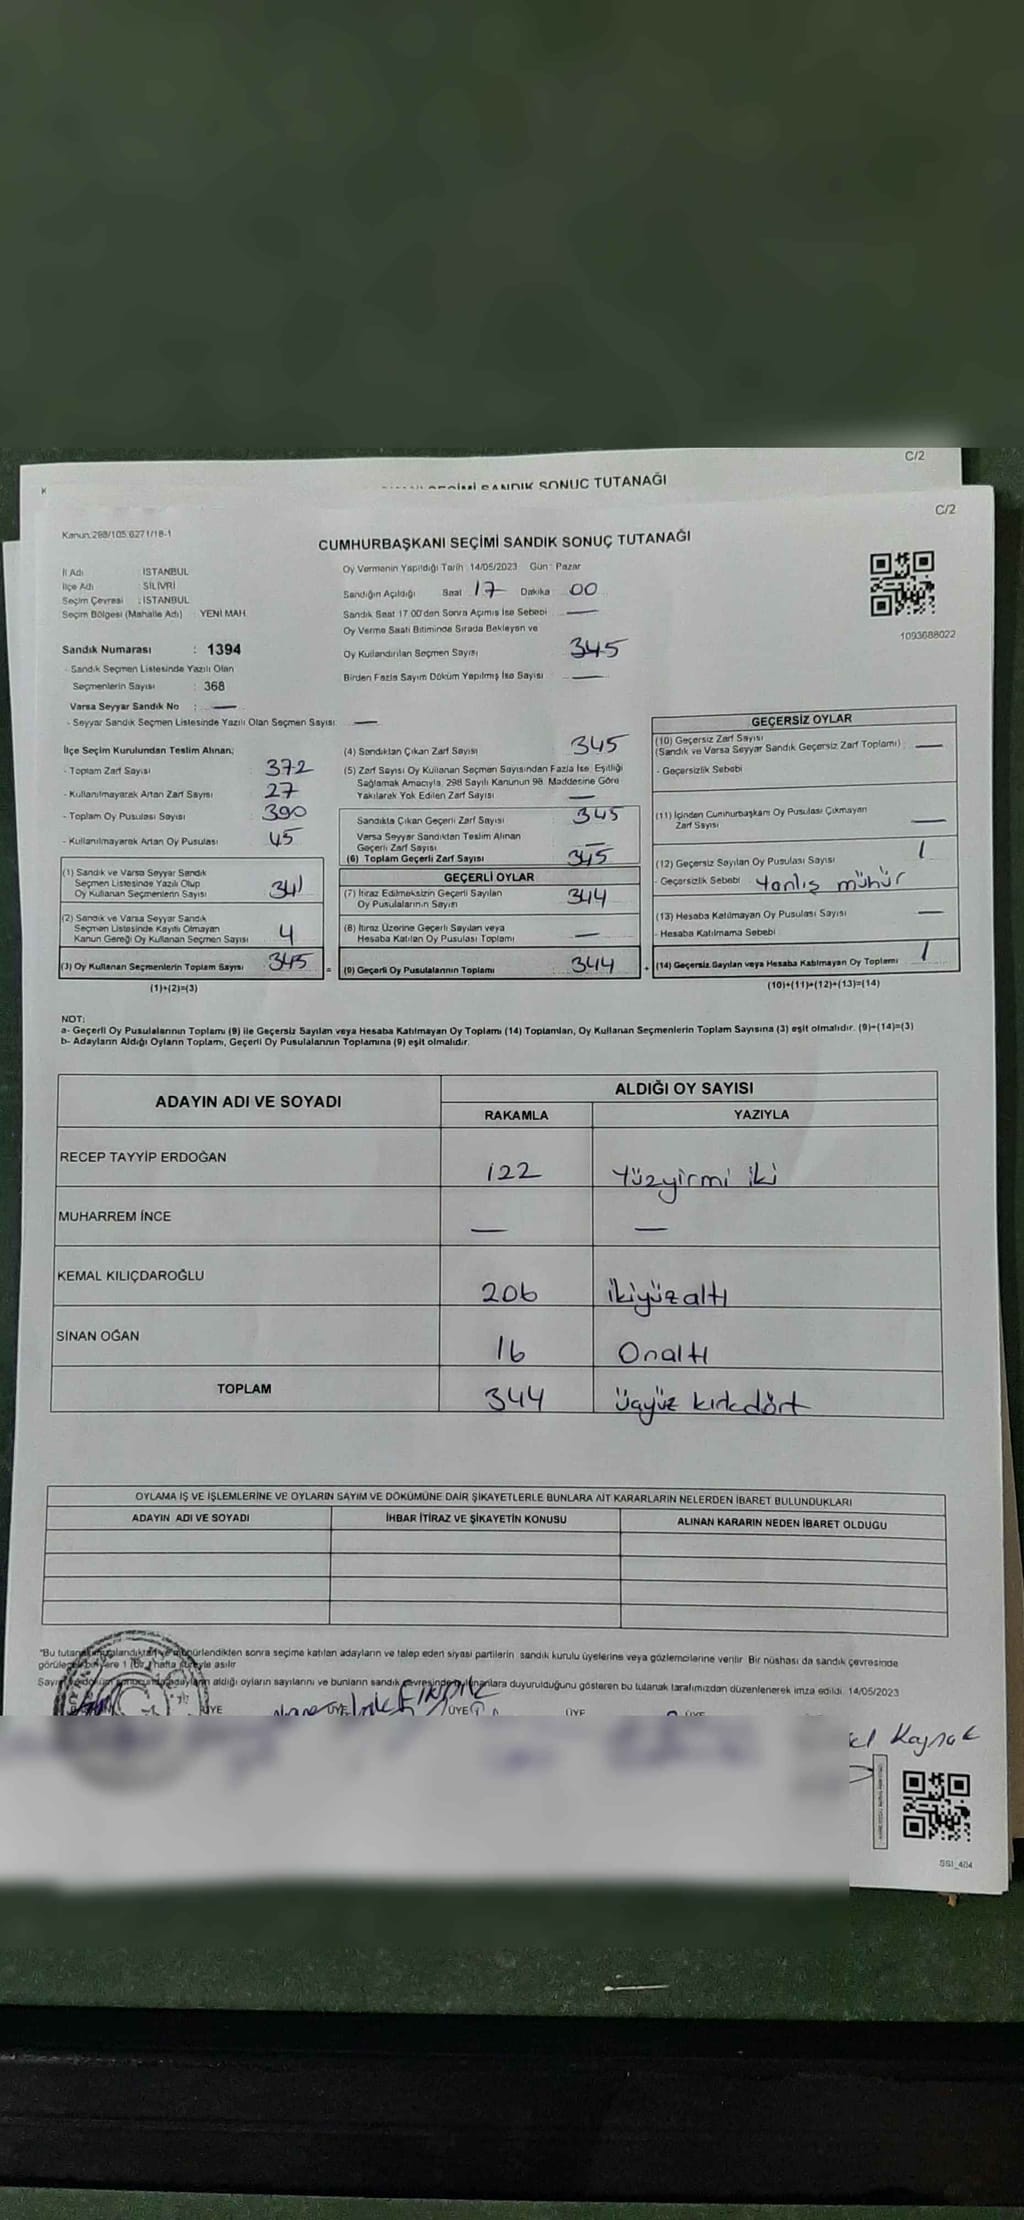 C/2
SANDIK SONUÇ TUTANAĞI
C/2
Kanun:298/105:6271/18-1
CUMHURBAŞKANI SEÇİMİ SANDIK SONUÇ TUTANAĞI
İl Adı : İSTANBUL
İlçe Adı : SİLİVRİ
Seçim Çevresi : İSTANBUL
Seçim Bölgesi (Mahalle Adı) : YENİ MAH.
Oy Vermenin Yapıldığı Tarih :14/05/2023 Gün : Pazar
Sandığın Açıldığı Saat 17 Dakika 00
Sandık Saat 17.00'den Sonra Açılmış İse Sebebi —
Oy Verme Saati Bitiminde Sırada Bekleyen ve
Oy Kullandırılan Seçmen Sayısı 345
Birden Fazla Sayım Döküm Yapılmış İse Sayısı —
1093688022
Sandık Numarası : 1394
- Sandık Seçmen Listesinde Yazılı Olan
Seçmenlerin Sayısı : 368
Varsa Seyyar Sandık No : —
- Seyyar Sandık Seçmen Listesinde Yazılı Olan Seçmen Sayısı: —
İlçe Seçim Kurulundan Teslim Alınan;
- Toplam Zarf Sayısı : 372
- Kullanılmayarak Artan Zarf Sayısı : 27
- Toplam Oy Pusulası Sayısı : 390
- Kullanılmayarak Artan Oy Pusulası : 45
(1) Sandık ve Varsa Seyyar Sandık
Seçmen Listesinde Yazılı Olup
Oy Kullanan Seçmenlerin Sayısı 341
(2) Sandık ve Varsa Seyyar Sandık
Seçmen Listesinde Kayıtlı Olmayan
Kanun Gereği Oy Kullanan Seçmen Sayısı 4
(3) Oy Kullanan Seçmenlerin Toplam Sayısı 345 =
(1)+(2)=(3)
(4) Sandıktan Çıkan Zarf Sayısı 345
(5) Zarf Sayısı Oy Kullanan Seçmen Sayısından Fazla İse, Eşitliği
Sağlamak Amacıyla, 298 Sayılı Kanunun 98. Maddesine Göre
Yakılarak Yok Edilen Zarf Sayısı —
Sandıkta Çıkan Geçerli Zarf Sayısı 345
Varsa Seyyar Sandıktan Teslim Alınan
Geçerli Zarf Sayısı —
(6) Toplam Geçerli Zarf Sayısı 345
GEÇERLİ OYLAR
(7) İtiraz Edilmeksizin Geçerli Sayılan
Oy Pusulalarının Sayısı 344
(8) İtiraz Üzerine Geçerli Sayılan veya
Hesaba Katılan Oy Pusulası Toplamı —
(9) Geçerli Oy Pusulalarının Toplamı 344 +
GEÇERSİZ OYLAR
(10) Geçersiz Zarf Sayısı
(Sandık ve Varsa Seyyar Sandık Geçersiz Zarf Toplamı) —
- Geçersizlik Sebebi
(11) İçinden Cumhurbaşkanı Oy Pusulası Çıkmayan
Zarf Sayısı —
(12) Geçersiz Sayılan Oy Pusulası Sayısı 1
- Geçersizlik Sebebi Yanlış mühür
(13) Hesaba Katılmayan Oy Pusulası Sayısı —
- Hesaba Katılmama Sebebi
(14) Geçersiz Sayılan veya Hesaba Katılmayan Oy Toplamı 1
(10)+(11)+(12)+(13)=(14)
NOT:
a- Geçerli Oy Pusulalarının Toplamı (9) ile Geçersiz Sayılan veya Hesaba Katılmayan Oy Toplamı (14) Toplamları, Oy Kullanan Seçmenlerin Toplam Sayısına (3) eşit olmalıdır. (9)+(14)=(3)
b- Adayların Aldığı Oyların Toplamı, Geçerli Oy Pusulalarının Toplamına (9) eşit olmalıdır.
ADAYIN ADI VE SOYADI
ALDIĞI OY SAYISI
RAKAMLA YAZIYLA
RECEP TAYYİP ERDOĞAN 122 Yüzyirmi iki
MUHARREM İNCE — —
KEMAL KILIÇDAROĞLU 206 ikiyüzaltı
SİNAN OĞAN 16 Onaltı
TOPLAM 344 üçyüz kırkdört
OYLAMA İŞ VE İŞLEMLERİNE VE OYLARIN SAYIM VE DÖKÜMÜNE DAİR ŞİKAYETLERLE BUNLARA AİT KARARLARIN NELERDEN İBARET BULUNDUKLARI
ADAYIN ADI VE SOYADI İHBAR İTİRAZ VE ŞİKAYETİN KONUSU ALINAN KARARIN NEDEN İBARET OLDUĞU
sonra seçime katılan adayların ve talep eden siyasi partilerin sandık kurulu üyelerine veya gözlemcilerine verilir. Bir nüshası da sandık çevresinde
asılır
aldığı oyların sayılarını ve bunların sandık çevresinde duyurulduğunu gösteren bu tutanak tarafımızdan düzenlenerek imza edildi. 14/05/2023
ÜYE ÜYE ÜYE ÜYE ÜYE
Kaynak
SSI_404